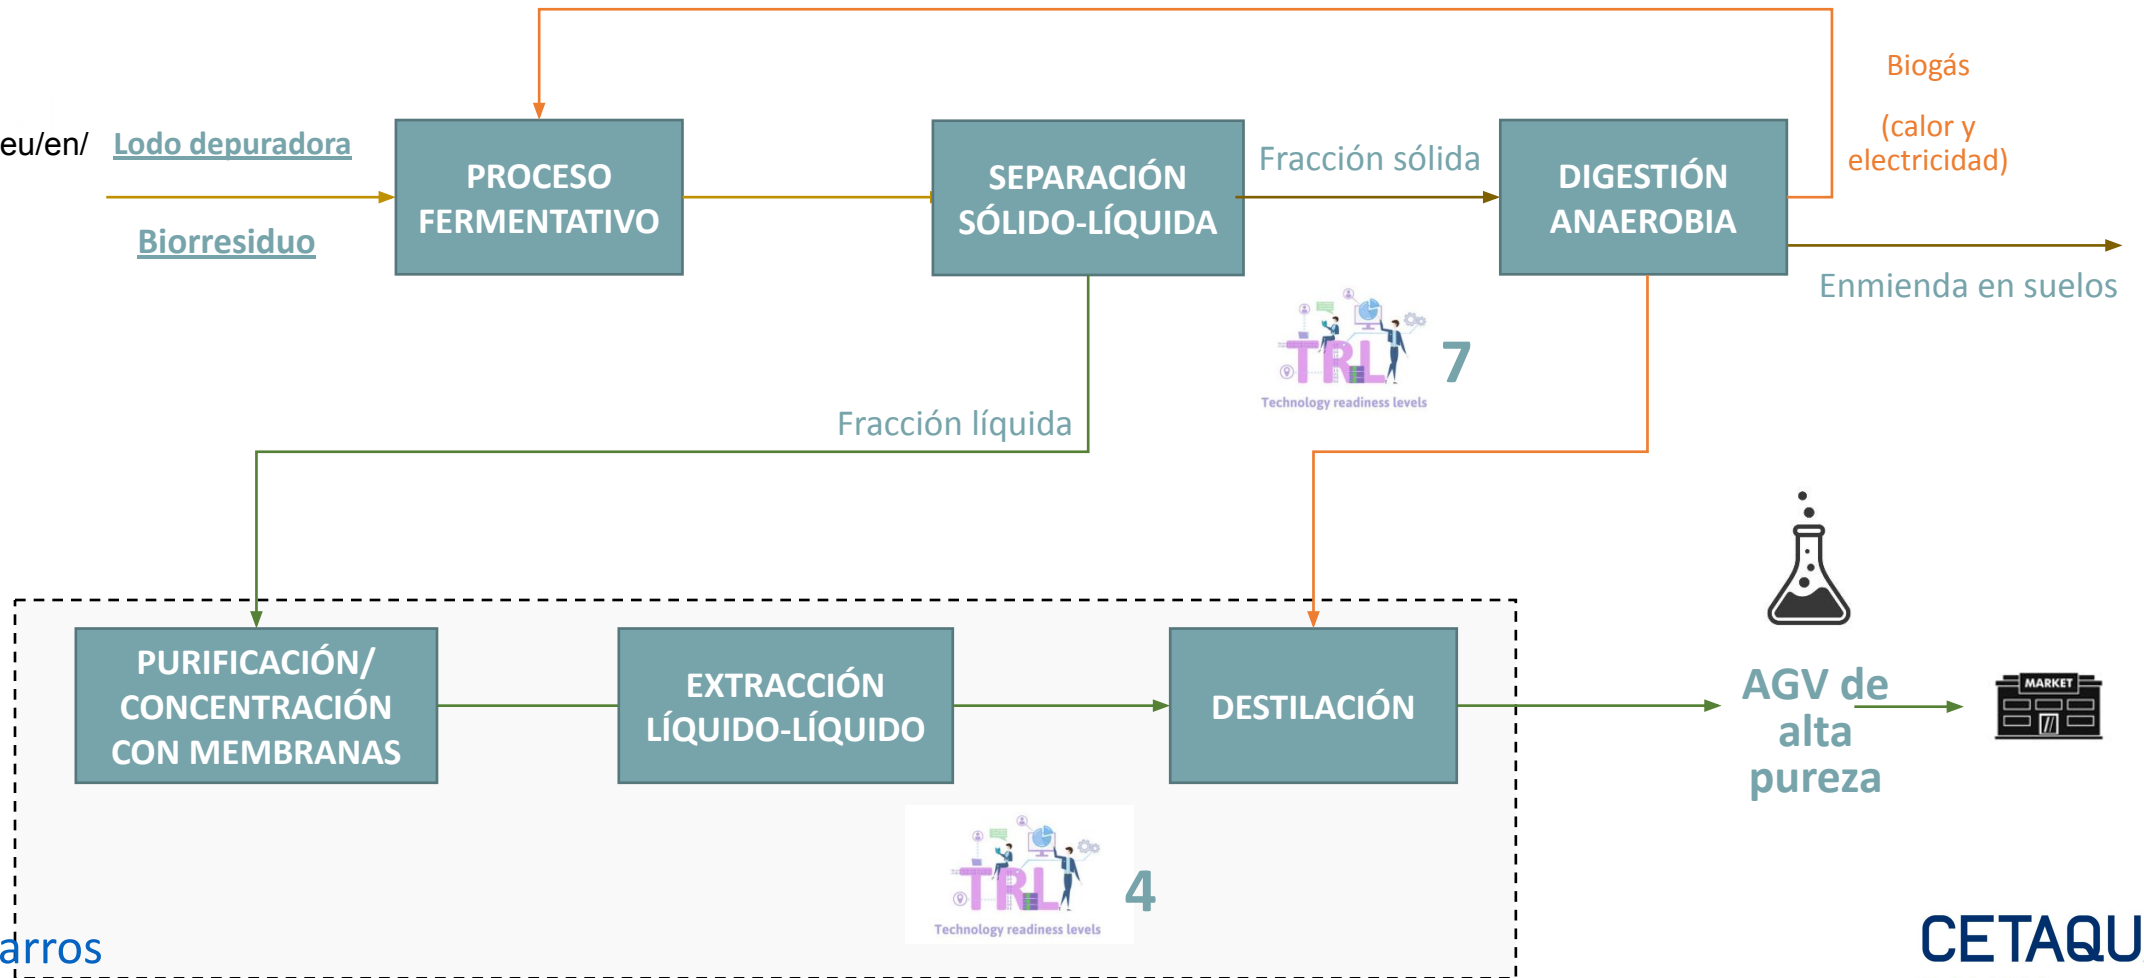 Biogás
(calor y
electricidad)
eu/en/
Lodo depuradora
Biorresiduo
PROCESO
FERMENTATIVO
SEPARACIÓN
SÓLIDO-LÍQUIDA
Fracción sólida
DIGESTIÓN
ANAEROBIA
Enmienda en suelos
TRL
7
Technology readiness levels
Fracción líquida
PURIFICACIÓN/
CONCENTRACIÓN
CON MEMBRANAS
EXTRACCIÓN
LÍQUIDO-LÍQUIDO
DESTILACIÓN
AGV de
alta
pureza
MARKET
TRL
4
Technology readiness levels
arros
CETAQU